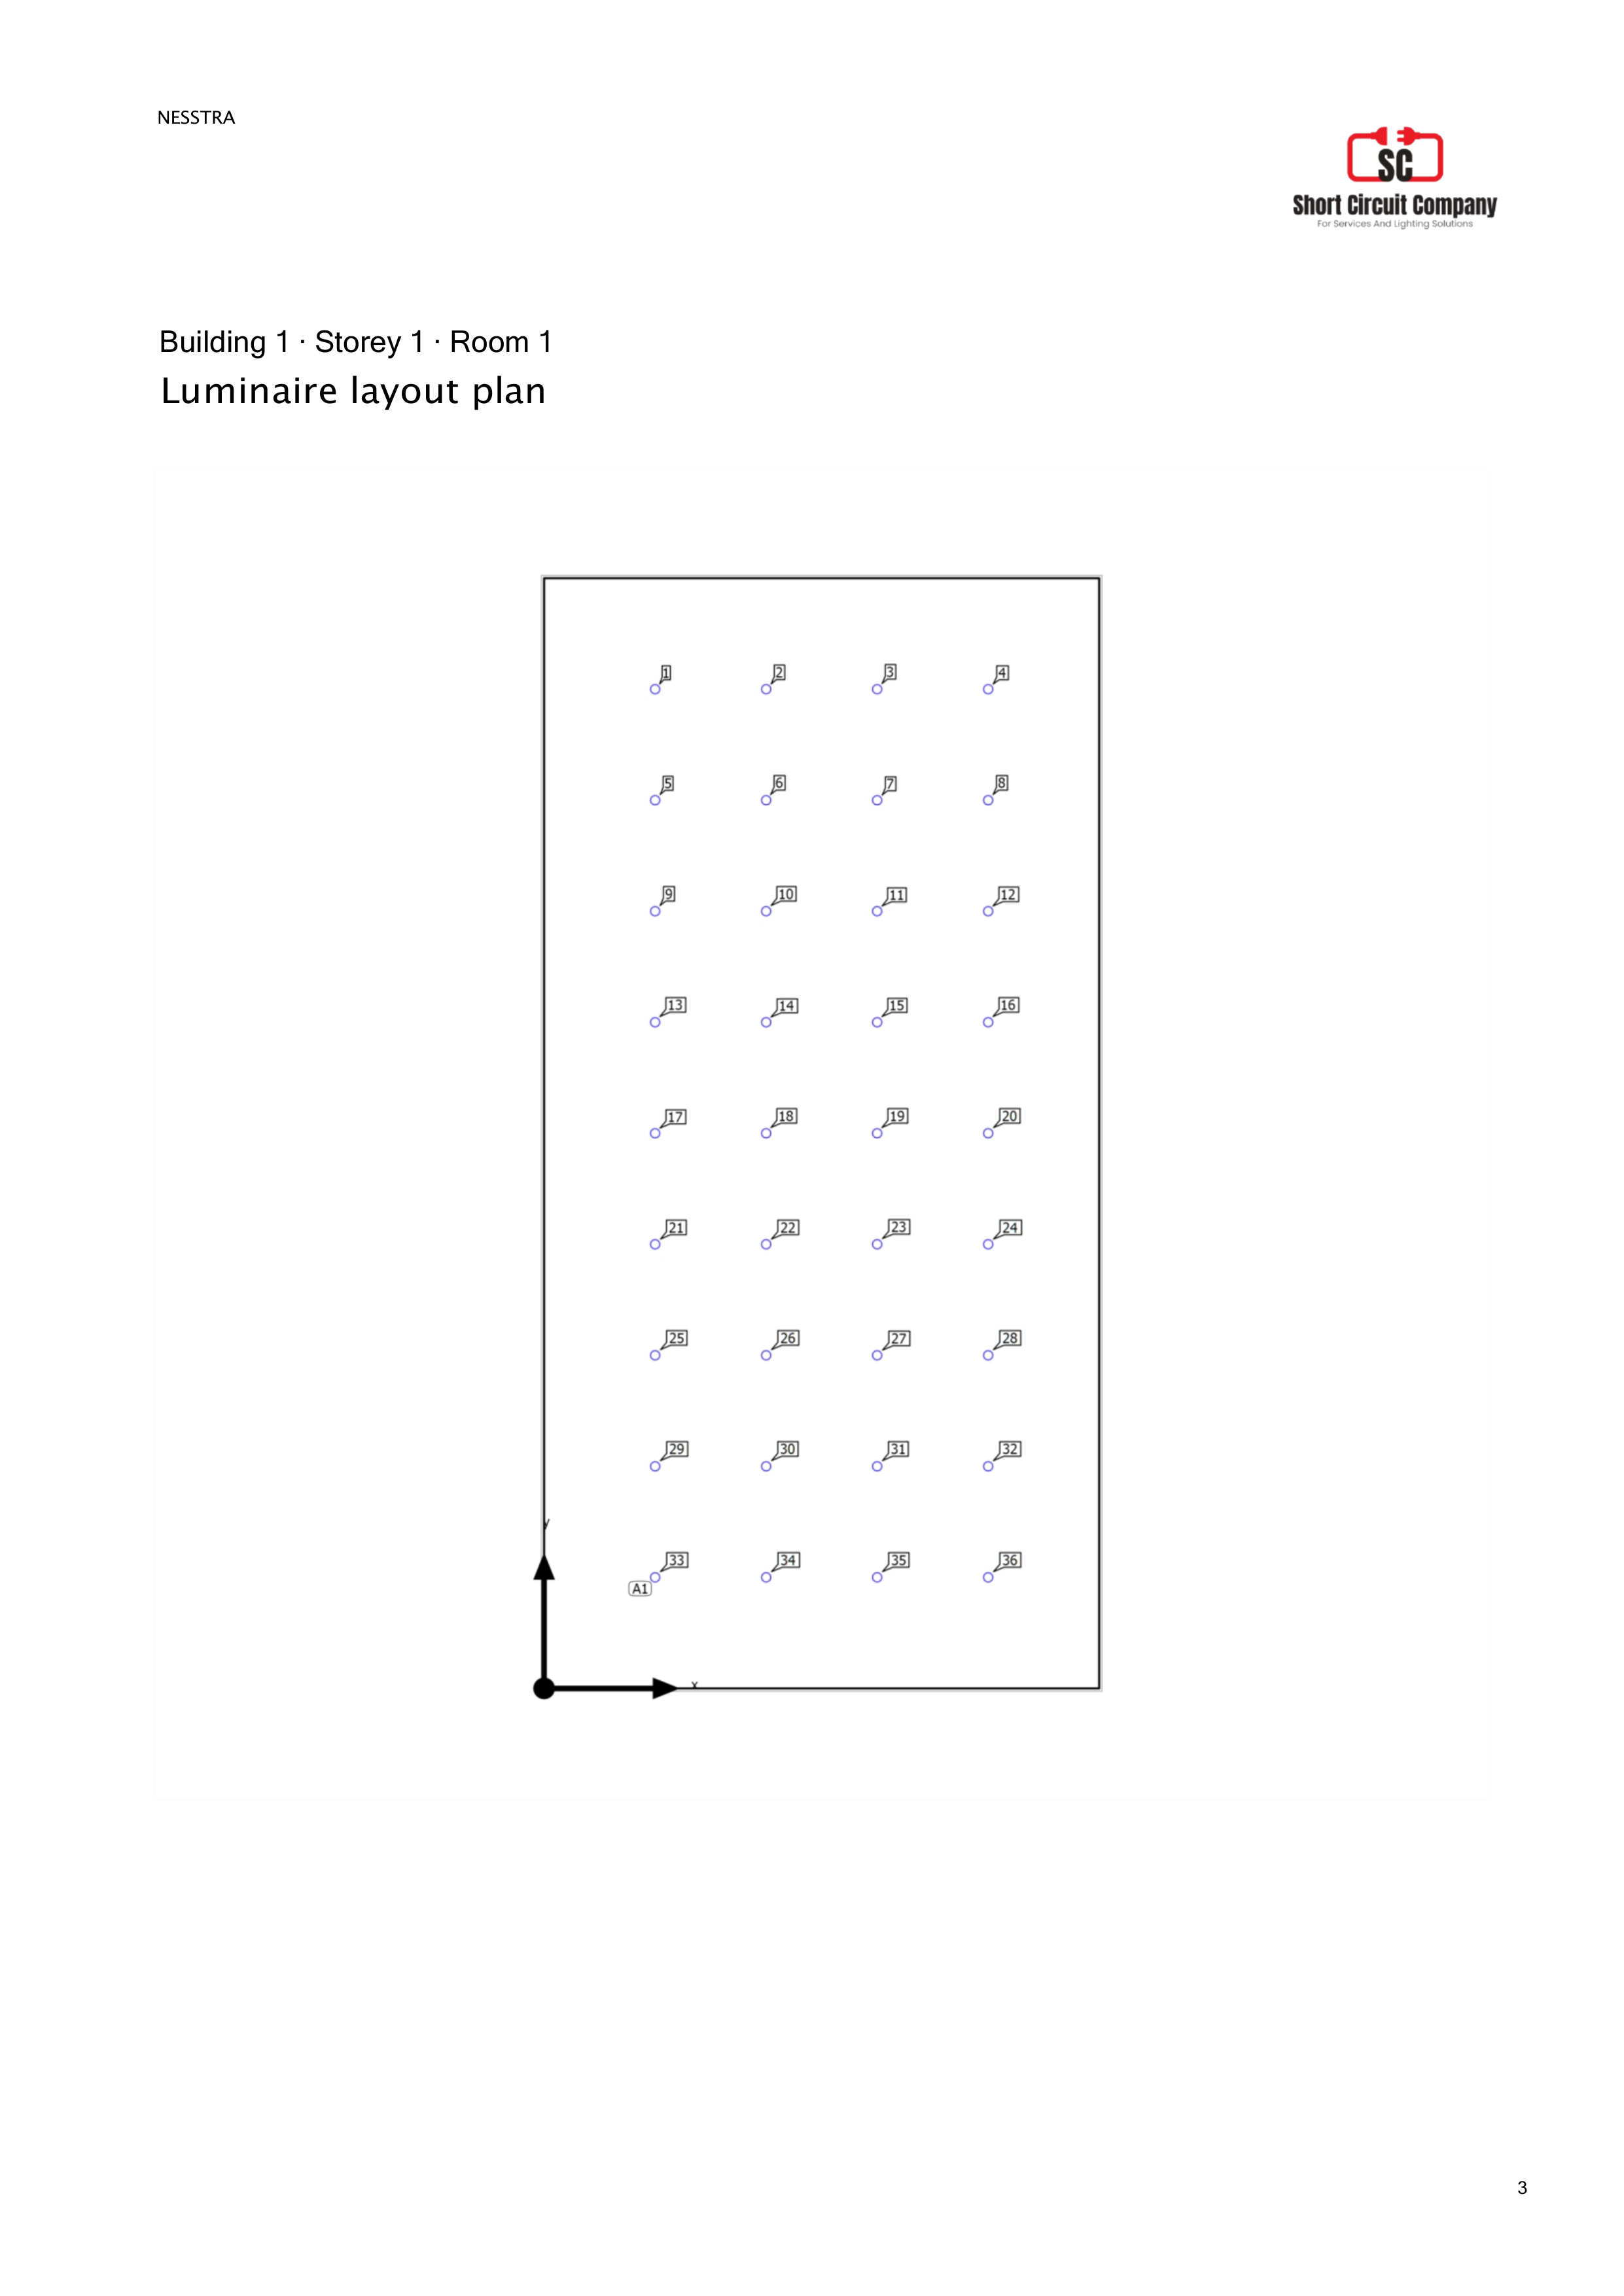 NESSTRA
SC
Short Circuit Company
For Services And Lighting Solutions
Building 1 · Storey 1 · Room 1
Luminaire layout plan
1 2 3 4
5 6 7 8
9 10 11 12
13 14 15 16
17 18 19 20
21 22 23 24
25 26 27 28
29 30 31 32
y
33 34 35 36
A1
x
3